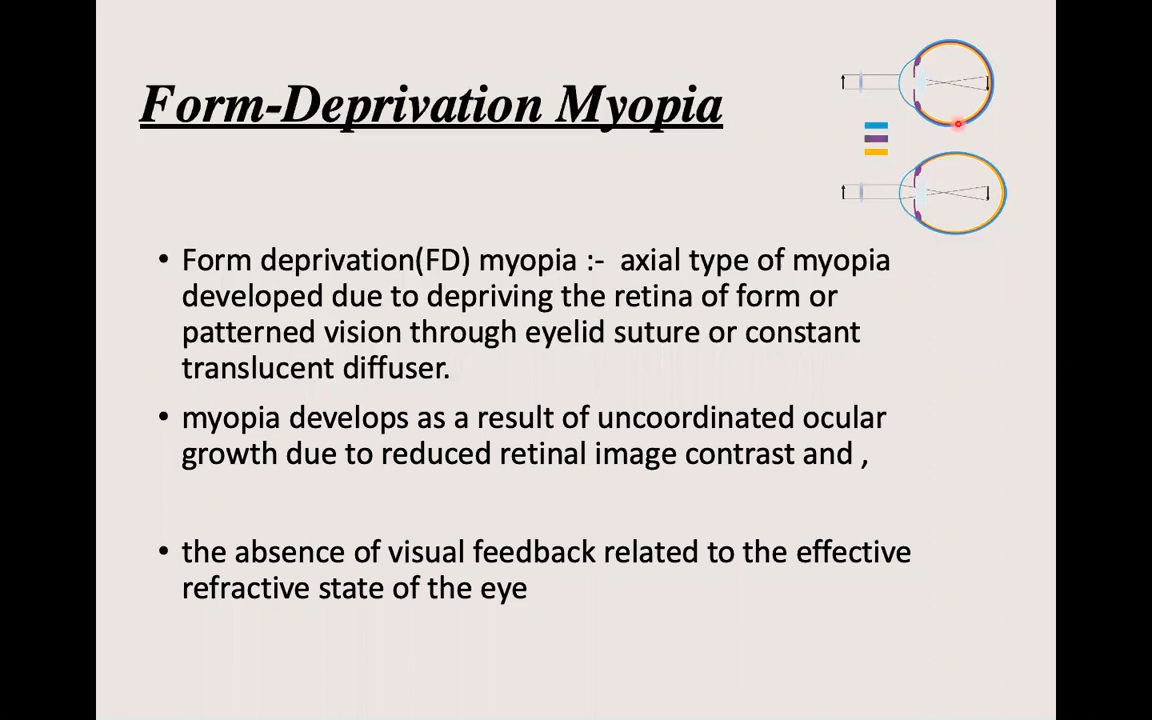 Form-Deprivation Myopia
• Form deprivation(FD) myopia :- axial type of myopia
developed due to depriving the retina of form or
patterned vision through eyelid suture or constant
translucent diffuser.
• myopia develops as a result of uncoordinated ocular
growth due to reduced retinal image contrast and ,
• the absence of visual feedback related to the effective
refractive state of the eye